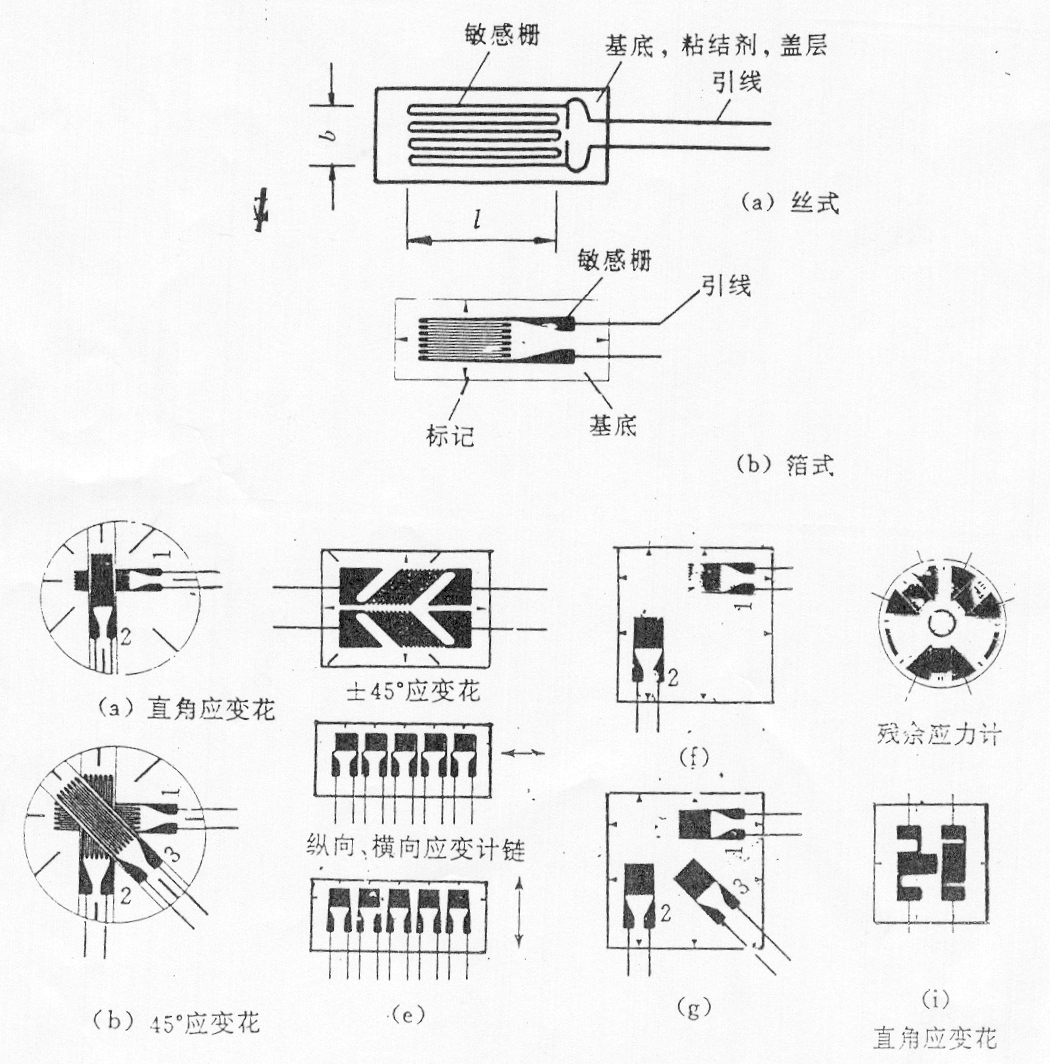 敏感栅
基底，粘结剂，盖层
引线
b
l
(a) 丝式
敏感栅
引线
标记
基底
(b) 箔式
1
2
(a) 直角应变花
±45°应变花
1
2
(f)
残余应力计
1
3
2
(b) 45°应变花
纵向、横向应变计链
(e)
1
3
2
(g)
(i)
直角应变花